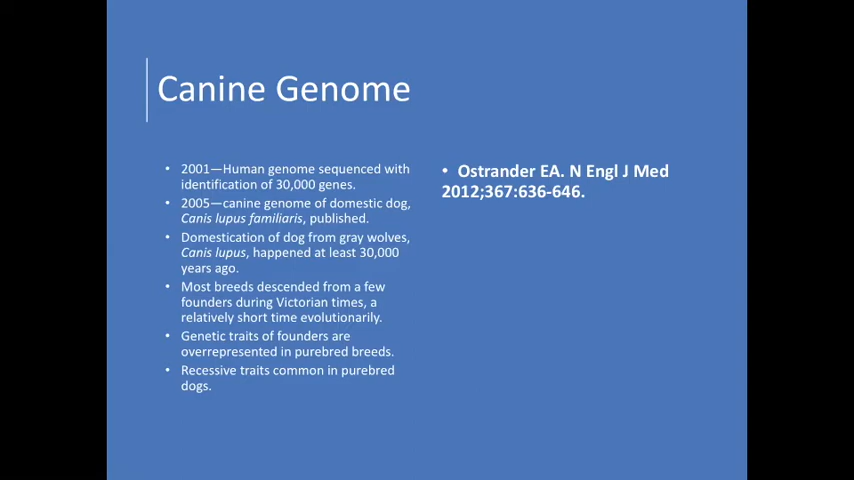 Canine Genome
• 2001—Human genome sequenced with
identification of 30,000 genes.
• 2005—canine genome of domestic dog,
Canis lupus familiaris, published.
• Domestication of dog from gray wolves,
Canis lupus, happened at least 30,000
years ago.
• Most breeds descended from a few
founders during Victorian times, a
relatively short time evolutionarily.
• Genetic traits of founders are
overrepresented in purebred breeds.
• Recessive traits common in purebred
dogs.
• Ostrander EA. N Engl J Med
2012;367:636-646.